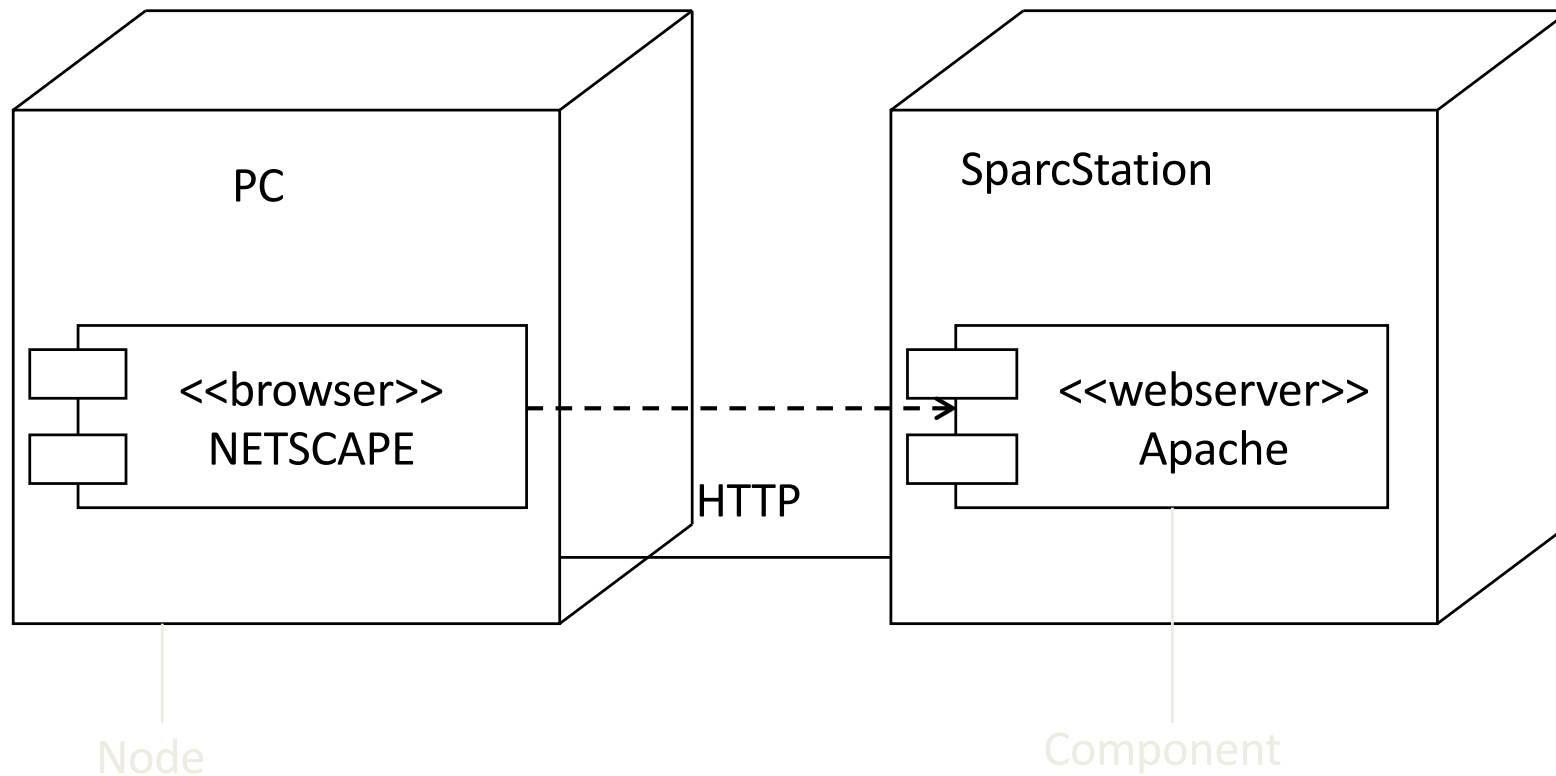 PC
SparcStation
<<browser>>
NETSCAPE
<<webserver>>
Apache
HTTP
Node
Component